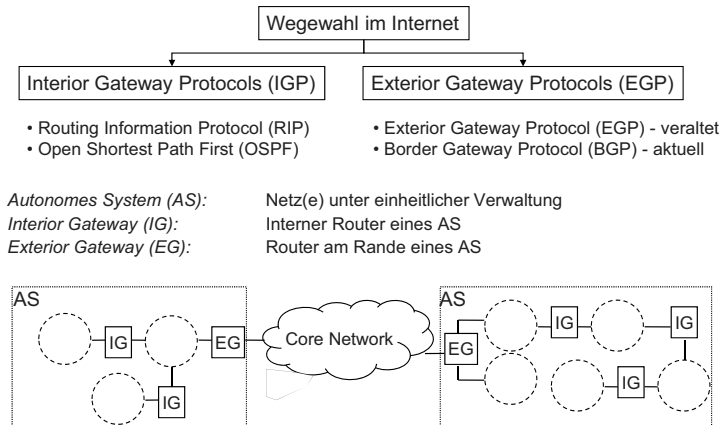 Wegewahl im Internet
Interior Gateway Protocols (IGP)
Exterior Gateway Protocols (EGP)
• Routing Information Protocol (RIP)
• Open Shortest Path First (OSPF)
• Exterior Gateway Protocol (EGP) - veraltet
• Border Gateway Protocol (BGP) - aktuell
Autonomes System (AS): Netz(e) unter einheitlicher Verwaltung
Interior Gateway (IG): Interner Router eines AS
Exterior Gateway (EG): Router am Rande eines AS
AS
IG
EG
IG
Core Network
AS
EG
IG
IG
IG